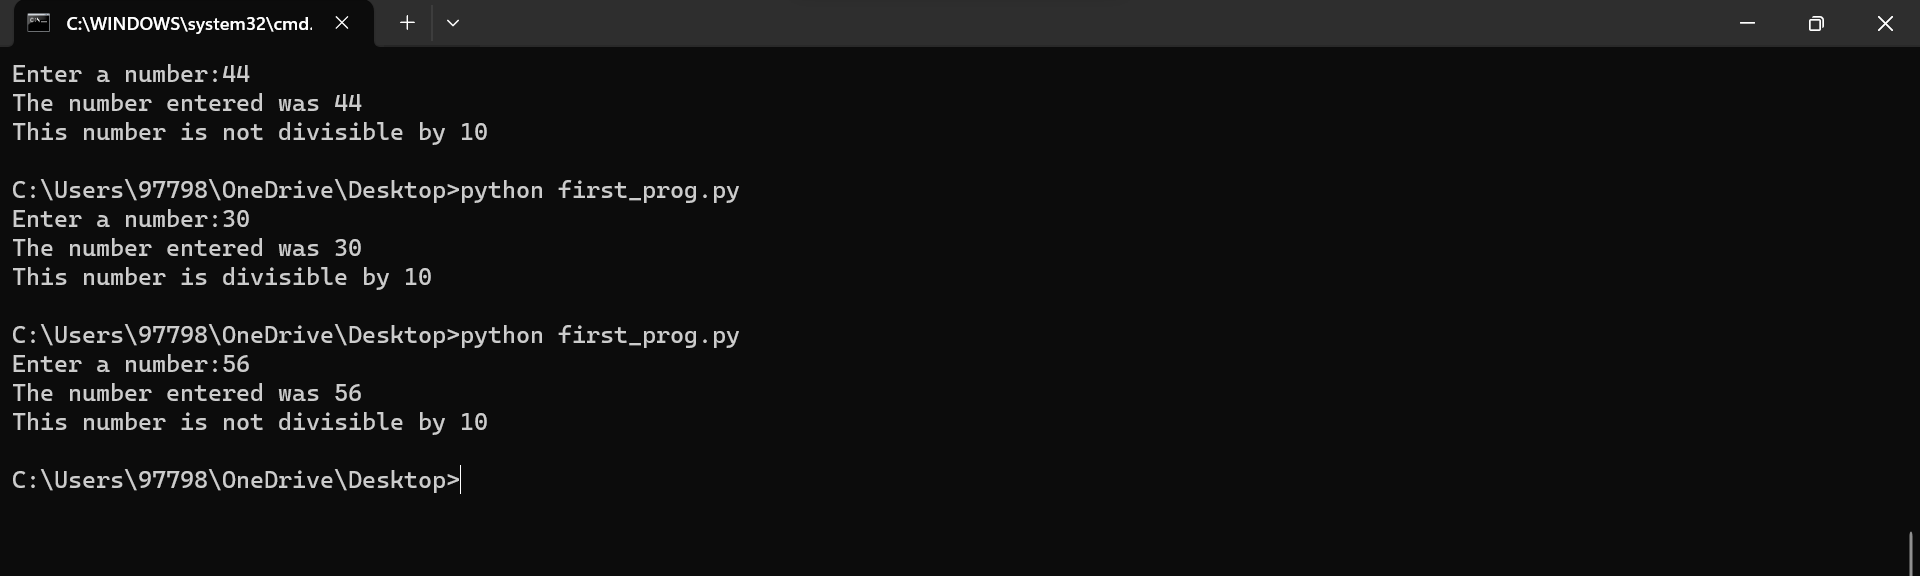 C:\WINDOWS\system32\cmd.
Enter a number:44
The number entered was 44
This number is not divisible by 10
C:\Users\97798\OneDrive\Desktop>python first_prog.py
Enter a number:30
The number entered was 30
This number is divisible by 10
C:\Users\97798\OneDrive\Desktop>python first_prog.py
Enter a number:56
The number entered was 56
This number is not divisible by 10
C:\Users\97798\OneDrive\Desktop>